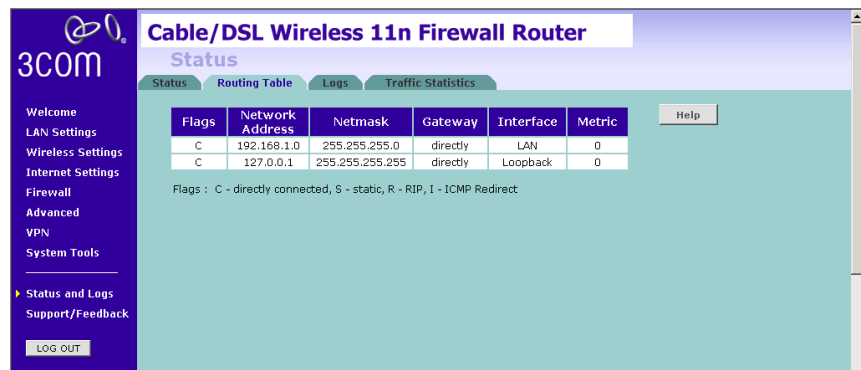 3COM
Cable/DSL Wireless 11n Firewall Router
Status
Status Routing Table Logs Traffic Statistics
Welcome
LAN Settings
Wireless Settings
Internet Settings
Firewall
Advanced
VPN
System Tools
Status and Logs
Support/Feedback
LOG OUT
Flags Network Address Netmask Gateway Interface Metric
C 192.168.1.0 255.255.255.0 directly LAN 0
C 127.0.0.1 255.255.255.255 directly Loopback 0
Flags : C - directly connected, S - static, R - RIP, I - ICMP Redirect
Help